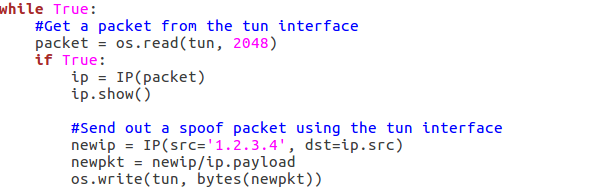 while True:
    #Get a packet from the tun interface
    packet = os.read(tun, 2048)
    if True:
        ip = IP(packet)
        ip.show()

        #Send out a spoof packet using the tun interface
        newip = IP(src='1.2.3.4', dst=ip.src)
        newpkt = newip/ip.payload
        os.write(tun, bytes(newpkt))